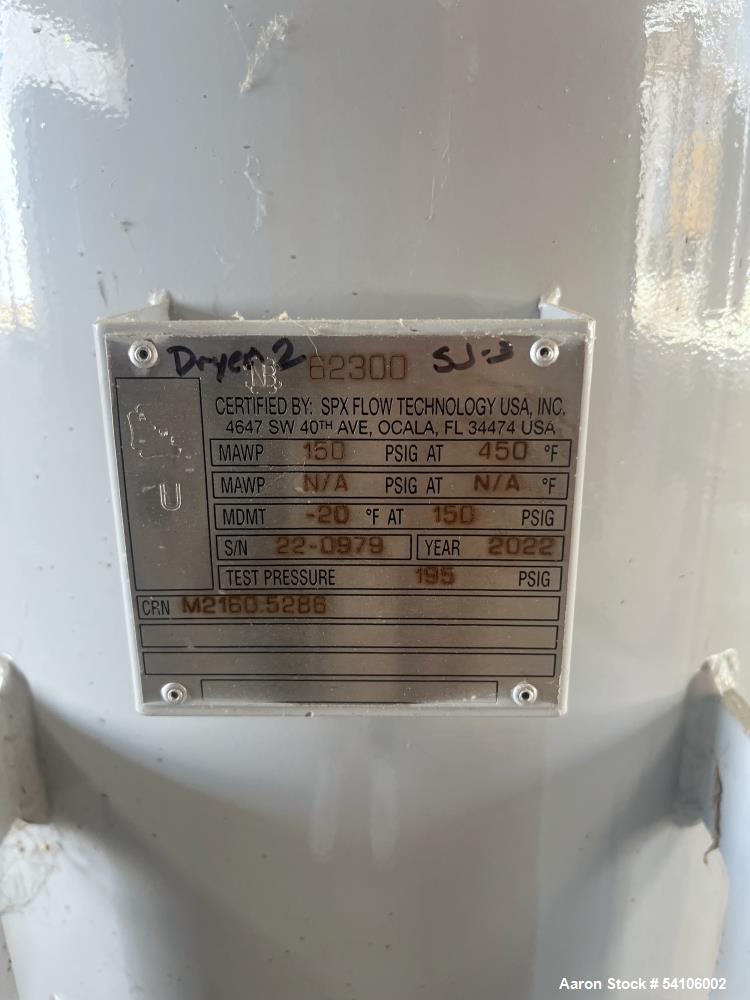 Dryer 2 NB 62300 SJ-3
CERTIFIED BY: SPX FLOW TECHNOLOGY USA, INC.
4647 SW 40TH AVE, OCALA, FL 34474 USA
MAWP 150 PSIG AT 450 °F
MAWP N/A PSIG AT N/A °F
U
MDMT -20 °F AT 150 PSIG
S/N 22-0979 YEAR 2022
TEST PRESSURE 195 PSIG
CRN M2160.5286
Aaron Stock # 54106002